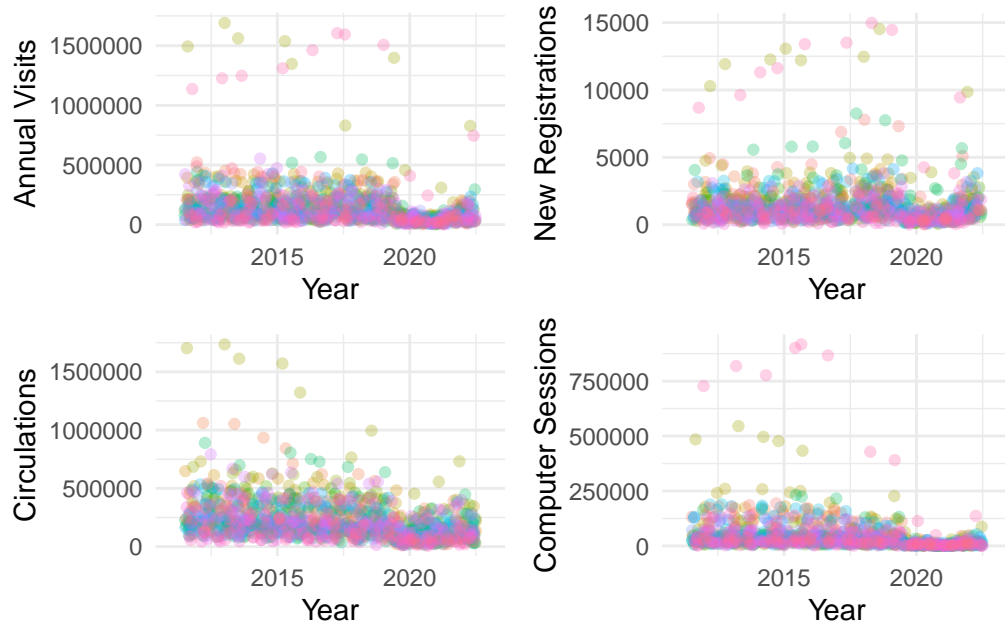 Annual Visits
1500000
1000000
500000
0
2015 2020
Year
New Registrations
15000
10000
5000
0
2015 2020
Year
Circulations
1500000
1000000
500000
0
2015 2020
Year
Computer Sessions
750000
500000
250000
0
2015 2020
Year